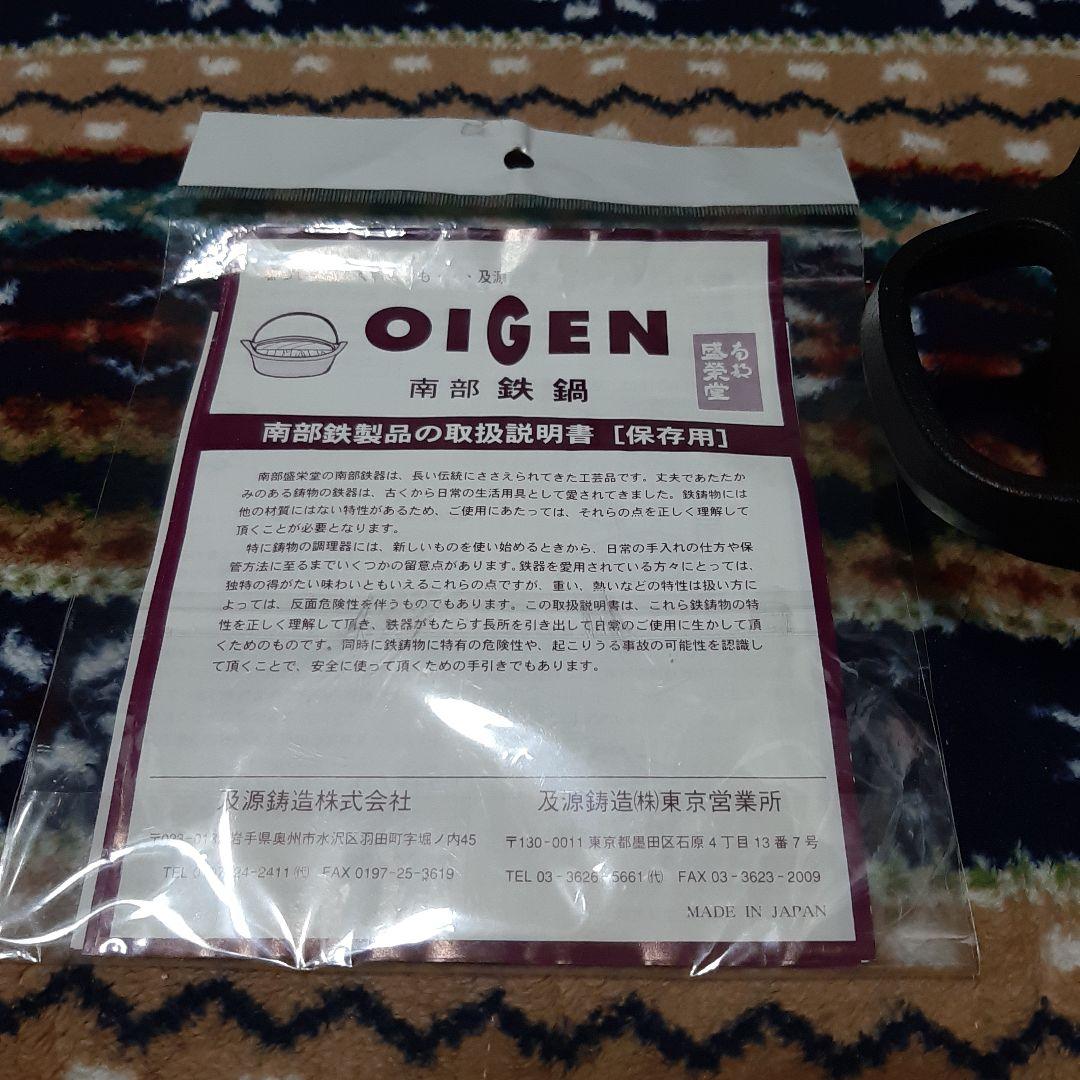 も
、及源
OIGEN
南部
盛榮堂
南部 鉄 鍋
南部鉄製品の取扱説明書 [保存用]
南部盛栄堂の南部鉄器は、長い伝統にささえられてきた工芸品です。丈夫であたたか
みのある鋳物の鉄器は、古くから日常の生活用具として愛されてきました。鉄鋳物には
他の材質にはない特性があるため、ご使用にあたっては、それらの点を正しく理解して
頂くことが必要となります。
特に鋳物の調理器には、新しいものを使い始めるときから、日常の手入れの仕方や保
管方法に至るまでいくつかの留意点があります。鉄器を愛用されている方々にとっては、
独特の得がたい味わいともいえるこれらの点ですが、重い、熱いなどの特性は扱い方に
よっては、反面危険性を伴うものでもあります。この取扱説明書は、これら鉄鋳物の特
性を正しく理解して頂き、鉄器がもたらす長所を引き出して日常のご使用に生かして頂
くためのものです。同時に鉄鋳物に特有の危険性や、起こりうる事故の可能性を認識し
て頂くことで、安全に使って頂くための手引きでもあります。
及源鋳造株式会社
岩手県奥州市水沢区羽田町字堀ノ内45
TEL 24-2411㈹ FAX 0197-25-3619
及源鋳造㈱東京営業所
〒130-0011 東京都墨田区石原4丁目13番7号
TEL 03-3626-5661㈹ FAX 03-3623-2009
MADE IN JAPAN